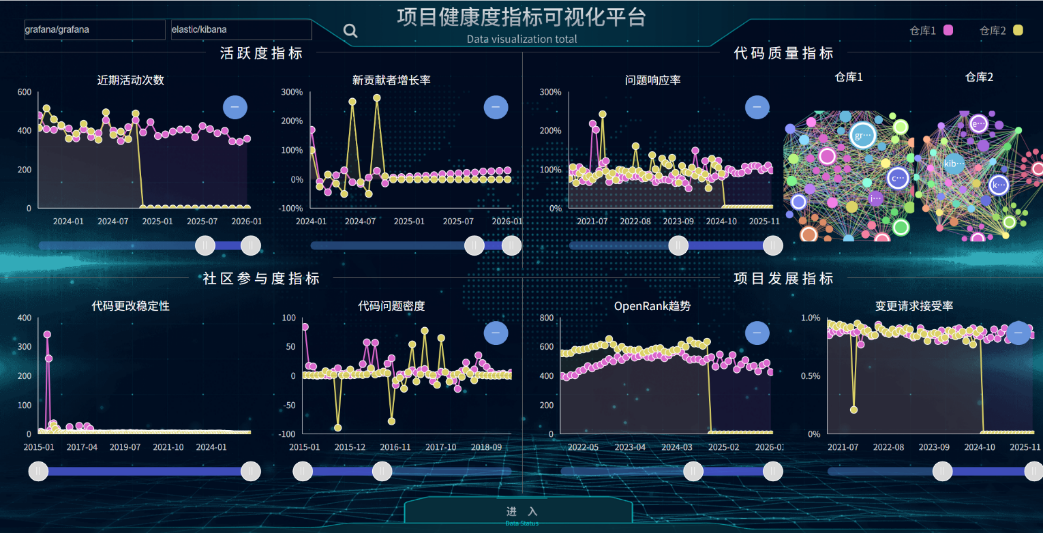 grafana/grafana
elastic/kibana
项目健康度指标可视化平台
Data visualization total
仓库1
仓库2
活跃度指标
代码质量指标
近期活动次数
600
400
200
0
2024-01
2024-07
2025-01
2025-07
2026-01
新贡献者增长率
300%
200%
100%
0%
-100%
2024-01
2024-07
2025-01
2025-07
2026-01
问题响应率
300%
200%
100%
0%
2021-07
2022-08
2023-09
2024-10
2025-11
仓库1
gr···
c···
i···
仓库2
e···
kib···
k···
社区参与度指标
项目发展指标
代码更改稳定性
400
300
200
100
0
2015-01
2017-04
2019-07
2021-10
2024-01
代码问题密度
100
50
0
-50
-100
2015-01
2015-12
2016-11
2017-10
2018-09
OpenRank趋势
800
600
400
200
0
2022-05
2023-04
2024-03
2025-02
2026-0
变更请求接受率
1.0%
0.5%
0%
2021-07
2022-08
2023-09
2024-10
2025-11
进 入
Data Status